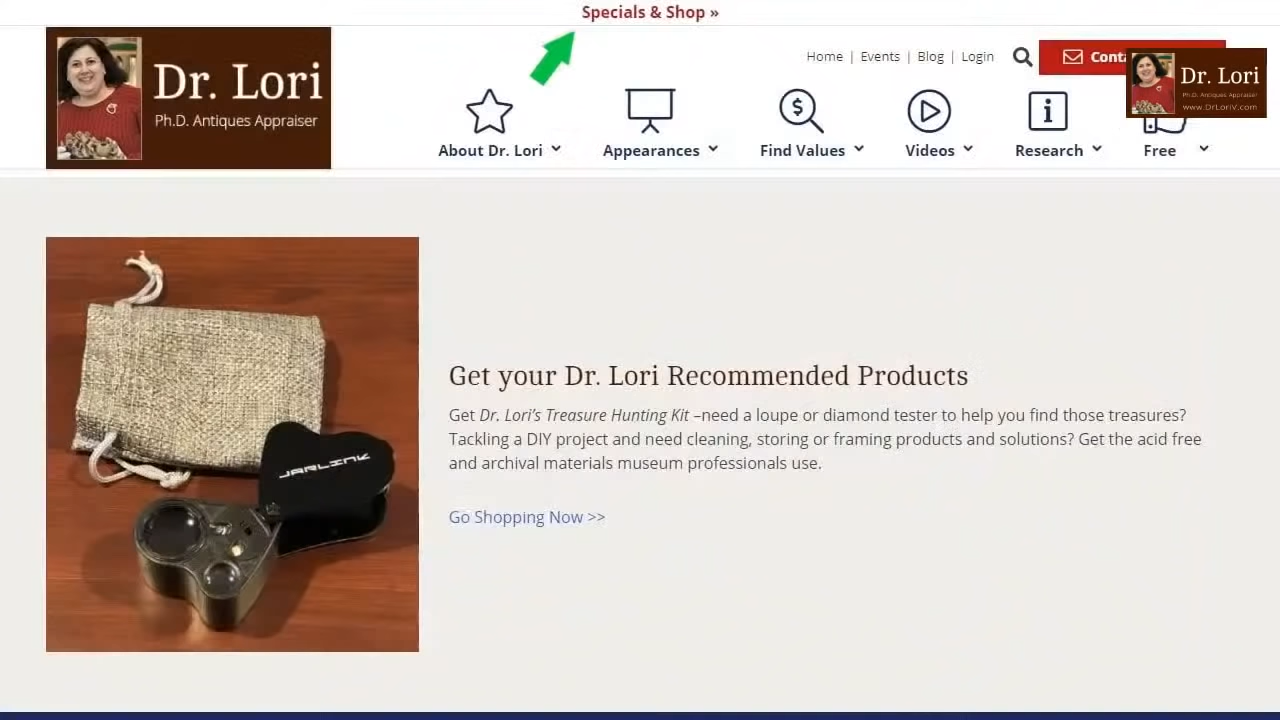 Specials & Shop »
Dr. Lori
Ph.D. Antiques Appraiser
Home | Events | Blog | Login
Dr. Lori
Ph.D. Antiques Appraiser
www.DrLoriV.com
About Dr. Lori
Appearances
Find Values
Videos
Research
Free
JARLINK
Get your Dr. Lori Recommended Products
Get Dr. Lori's Treasure Hunting Kit –need a loupe or diamond tester to help you find those treasures?
Tackling a DIY project and need cleaning, storing or framing products and solutions? Get the acid free
and archival materials museum professionals use.
Go Shopping Now >>